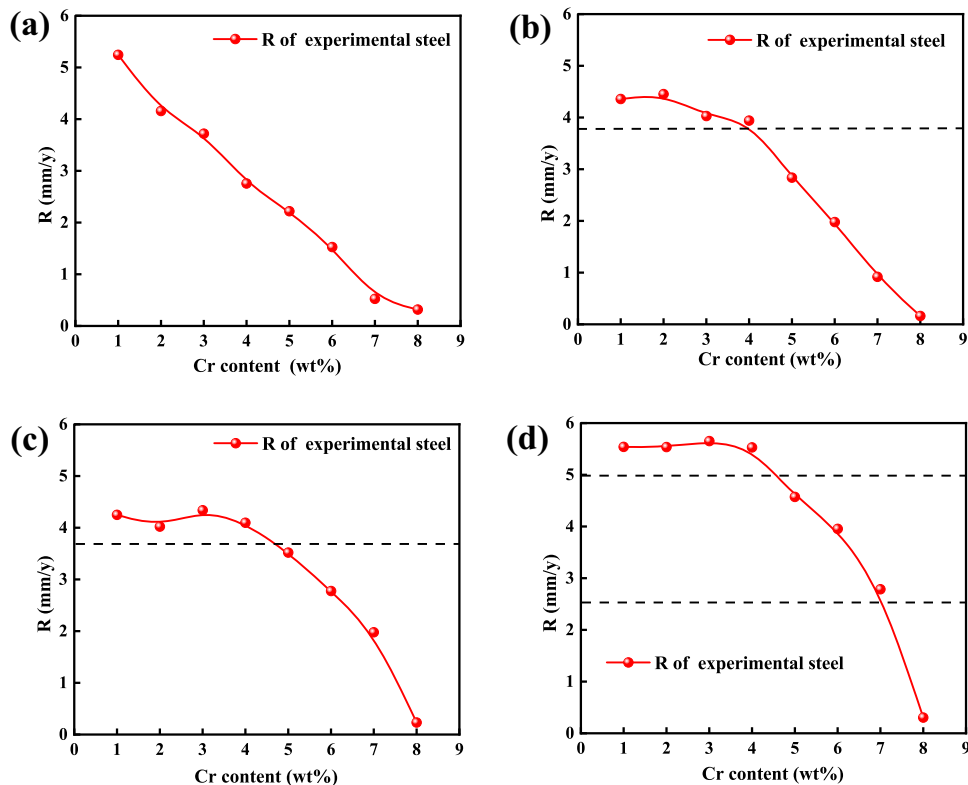 (a)
R of experimental steel
R (mm/y)
6
5
4
3
2
1
0
0 1 2 3 4 5 6 7 8 9
Cr content (wt%)
(b)
R of experimental steel
R (mm/y)
6
5
4
3
2
1
0
0 1 2 3 4 5 6 7 8 9
Cr content (wt%)
(c)
R of experimental steel
R (mm/y)
6
5
4
3
2
1
0
0 1 2 3 4 5 6 7 8 9
Cr content (wt%)
(d)
R (mm/y)
6
5
4
3
2
1
0
R of experimental steel
0 1 2 3 4 5 6 7 8 9
Cr content (wt%)